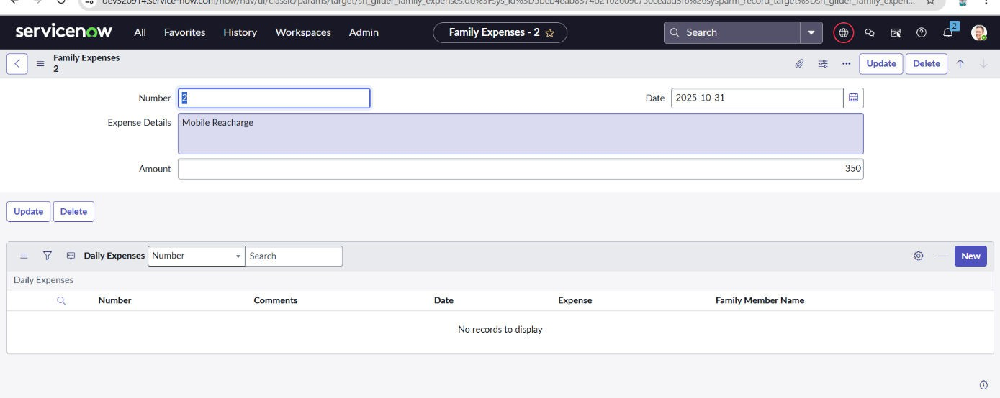 dev320914.service-now.com/now/nav/ui/classic/params/target/sn_glider_family_expenses.do%3Fsys_id%3D5beb4eab8374b2102609c750ceaad3f6%26sysparm_record_target%3Dsn_glider_family_expen...
servicenow All Favorites History Workspaces Admin Family Expenses - 2 Search 2
Family Expenses
2
Update Delete
Number 2 Date 2025-10-31
Expense Details Mobile Reacharge
Amount 350
Update Delete
Daily Expenses Number Search New
Daily Expenses
Number Comments Date Expense Family Member Name
No records to display